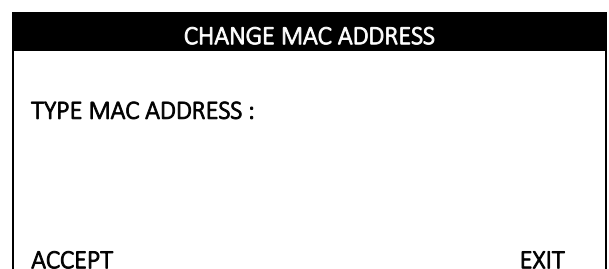 CHANGE MAC ADDRESS
TYPE MAC ADDRESS :
ACCEPT EXIT